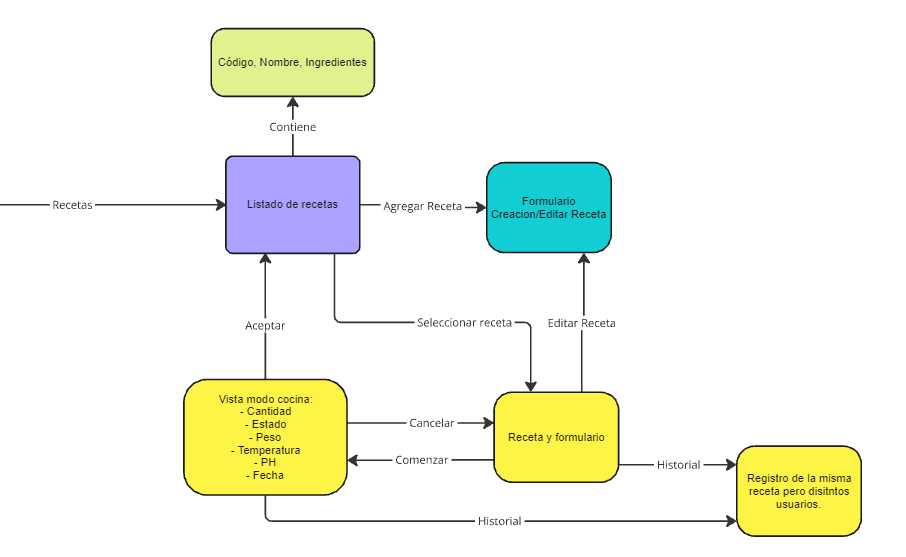 Código, Nombre, Ingredientes
Contiene
Recetas
Listado de recetas
Agregar Receta
Formulario
Creacion/Editar Receta
Aceptar
Seleccionar receta
Editar Receta
Vista modo cocina:
- Cantidad
- Estado
- Peso
- Temperatura
- PH
- Fecha
Cancelar
Comenzar
Receta y formulario
Historial
Registro de la misma
receta pero disitntos
usuarios.
Historial